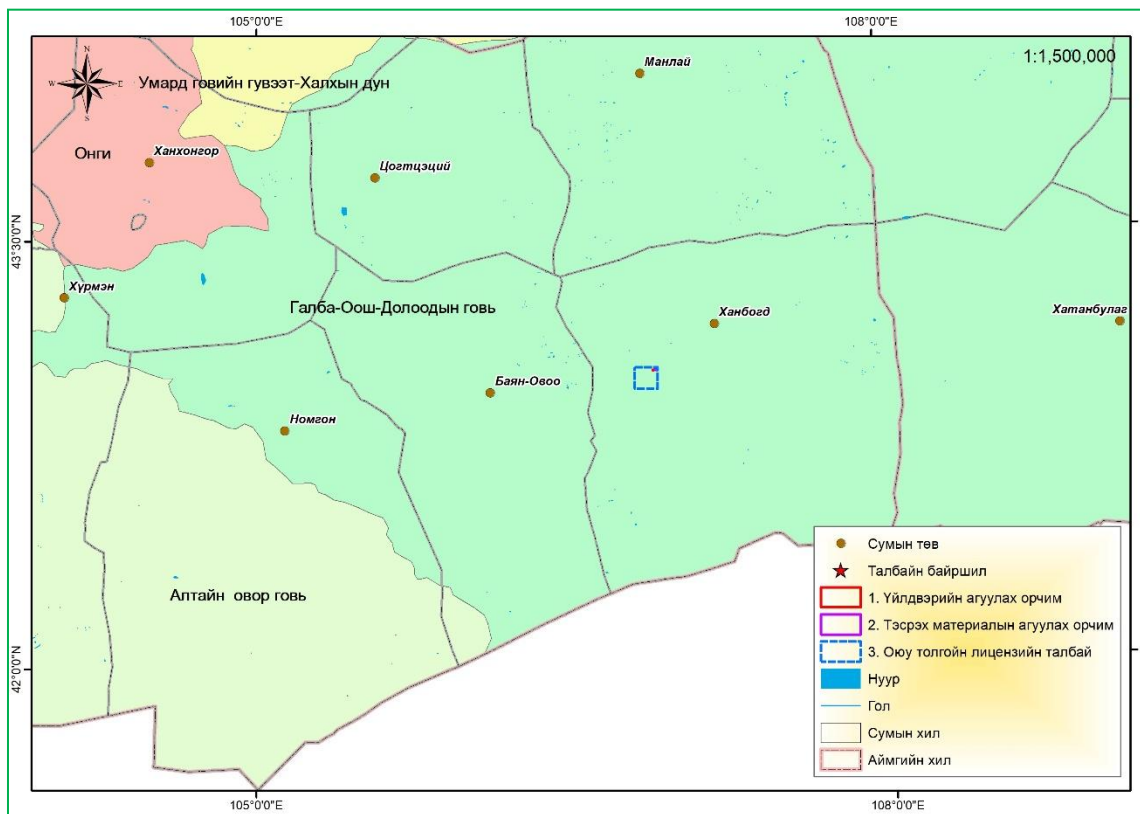 105°0'0"E
108°0'0"E
N
W
E
S
1:1,500,000
Манлай
Умард говийн гүвээт-Халхын дун
Онги
Ханхонгор
Цогтцэций
43°30'0"N
Хүрмэн
Галба-Оош-Долоодын говь
Ханбогд
Хатанбулаг
Баян-Овоо
Номгон
Алтайн овор говь
42°0'0"N
Сумын төв
Талбайн байршил
1. Үйлдвэрийн агуулах орчим
2. Тэсрэх материалын агуулах орчим
3. Оюу толгойн лицензийн талбай
Нуур
Гол
Сумын хил
Аймгийн хил
105°0'0"E
108°0'0"E